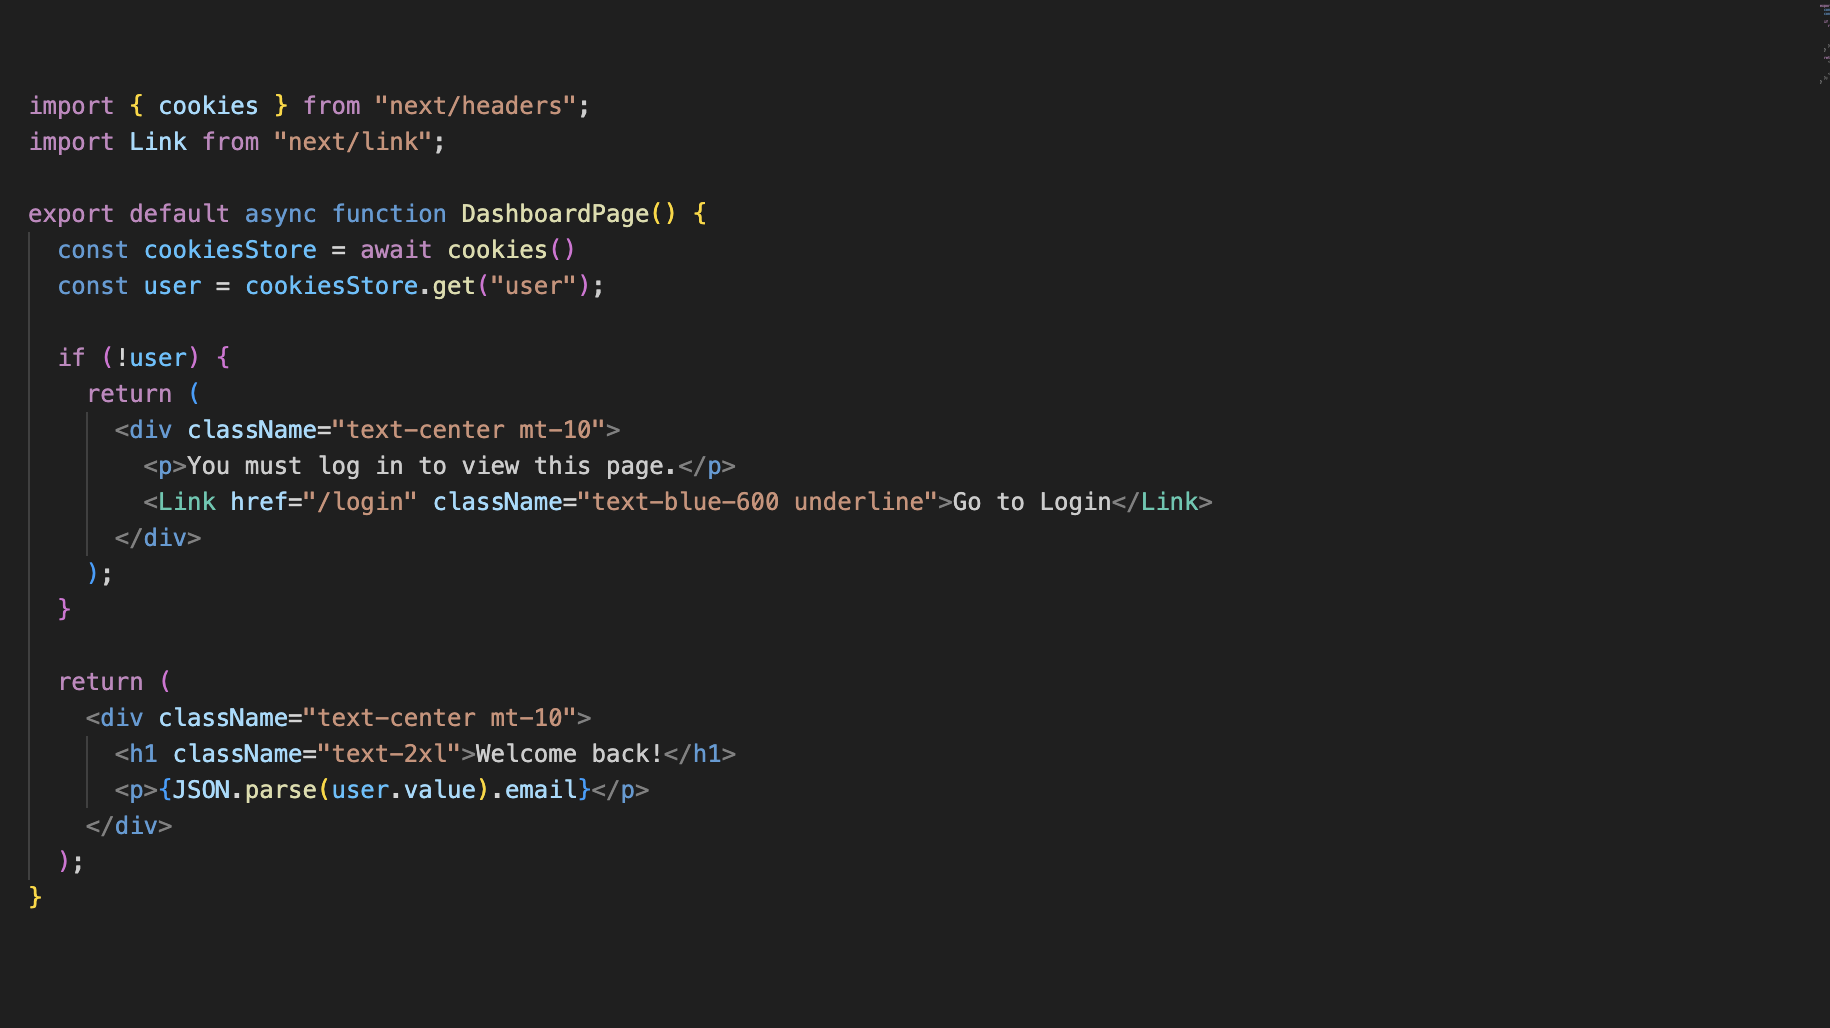 import { cookies } from "next/headers";
import Link from "next/link";
export default async function DashboardPage() {
const cookiesStore = await cookies()
const user = cookiesStore.get("user");
if (!user) {
return (
<div className="text-center mt-10">
<p>You must log in to view this page.</p>
<Link href="/login" className="text-blue-600 underline">Go to Login</Link>
</div>
);
}
return (
<div className="text-center mt-10">
<h1 className="text-2xl">Welcome back!</h1>
<p>{JSON.parse(user.value).email}</p>
</div>
);
}